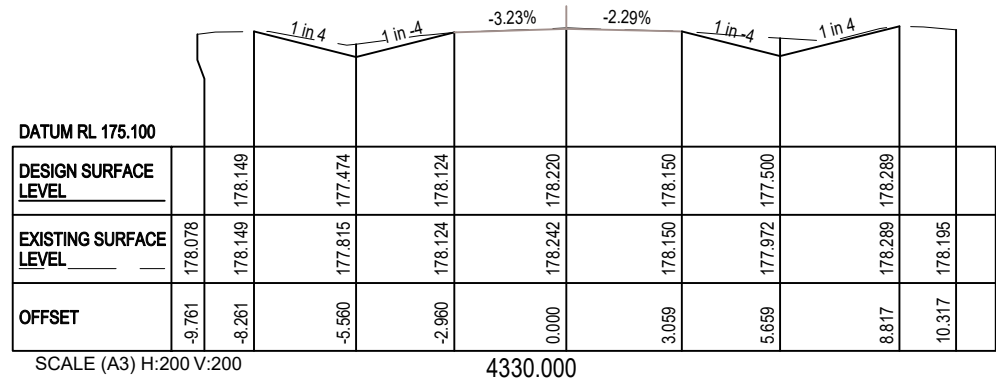 -3.23% -2.29%
1 in 4 1 in -4 1 in -4 1 in 4
DATUM RL 175.100
DESIGN SURFACE
LEVEL
178.149 177.474 178.124 178.220 178.150 177.500 178.289
EXISTING SURFACE
LEVEL
178.078 178.149 177.815 178.124 178.242 178.150 177.972 178.289 178.195
OFFSET
-9.761 -8.261 -5.560 -2.960 0.000 3.059 5.659 8.817 10.317
SCALE (A3) H:200 V:200 4330.000